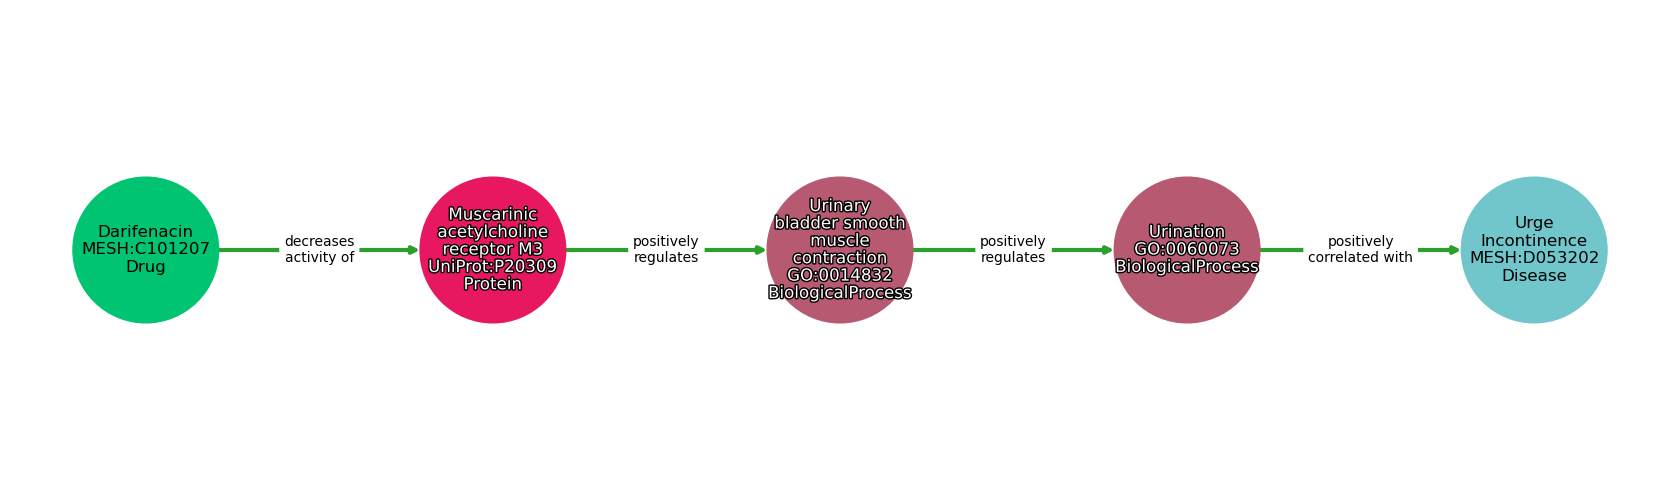 Darifenacin
MESH:C101207
Drug
decreases
activity of
Muscarinic
acetylcholine
receptor M3
UniProt:P20309
Protein
positively
regulates
Urinary
bladder smooth
muscle
contraction
GO:0014832
BiologicalProcess
positively
regulates
Urination
GO:0060073
BiologicalProcess
positively
correlated with
Urge
Incontinence
MESH:D053202
Disease